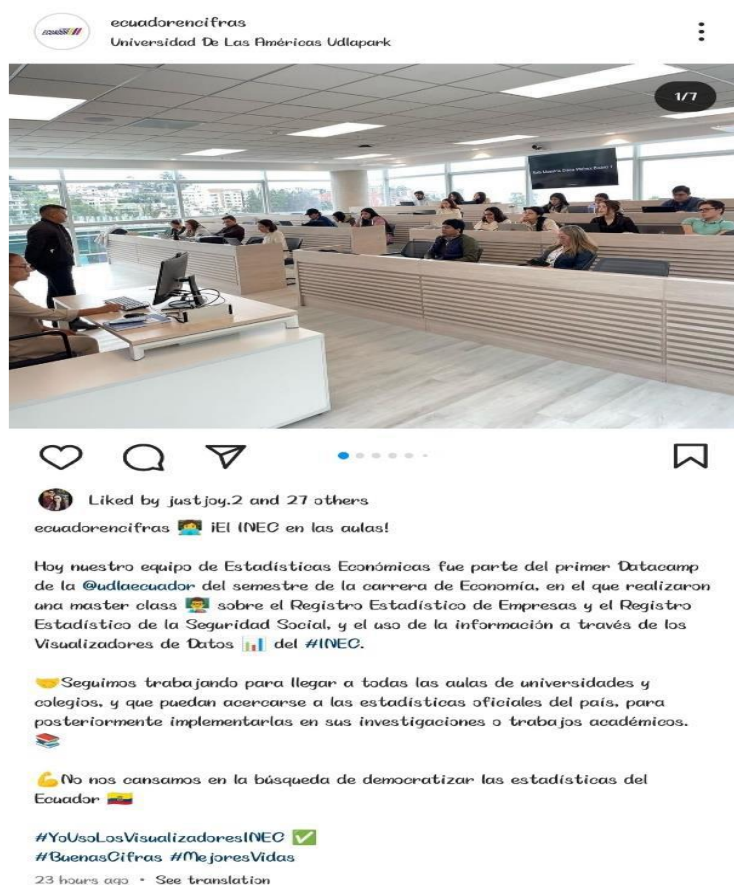 ecuadorencifras
Universidad De Las Américas Udlapark
1/7
Liked by justjoy.2 and 27 others
ecuadorencifras 👩‍💻 ¡El INEC en las aulas!
Hoy nuestro equipo de Estadísticas Económicas fue parte del primer Datacamp
de la @udlaecuador del semestre de la carrera de Economía, en el que realizaron
una master class 👨‍🏫 sobre el Registro Estadístico de Empresas y el Registro
Estadístico de la Seguridad Social, y el uso de la información a través de los
Visualizadores de Datos 📊 del #INEC.
🤝Seguimos trabajando para llegar a todas las aulas de universidades y
colegios, y que puedan acercarse a las estadísticas oficiales del país, para
posteriormente implementarlas en sus investigaciones o trabajos académicos.
📚
💪No nos cansamos en la búsqueda de democratizar las estadísticas del
Ecuador 🇪🇨
#YoUsoLosVisualizadoresINEC ✅
#BuenasCifras #MejoresVidas
23 hours ago • See translation